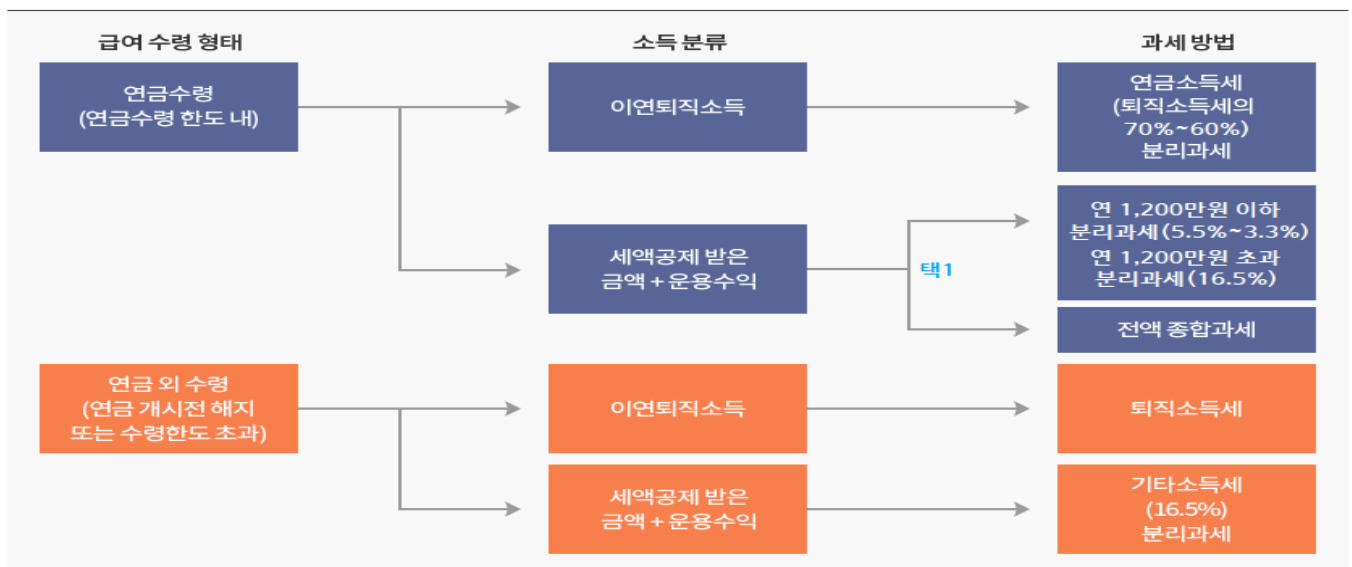 급여 수령 형태
소득 분류
과세 방법
연금수령
(연금수령 한도 내)
이연퇴직소득
연금소득세
(퇴직소득세의
70%~60%)
분리과세
세액공제 받은
금액 + 운용수익
택1
연 1,200만원 이하
분리과세(5.5%~3.3%)
연 1,200만원 초과
분리과세(16.5%)
전액 종합과세
연금 외 수령
(연금 개시전 해지
또는 수령한도 초과)
이연퇴직소득
퇴직소득세
세액공제 받은
금액 + 운용수익
기타소득세
(16.5%)
분리과세